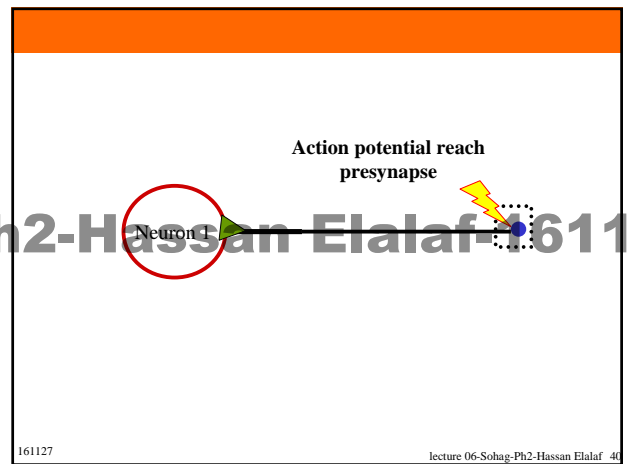 Action potential reach
presynapse
Neuron 1
h2-Hassan Elalaf-1611
161127
lecture 06-Sohag-Ph2-Hassan Elalaf 40